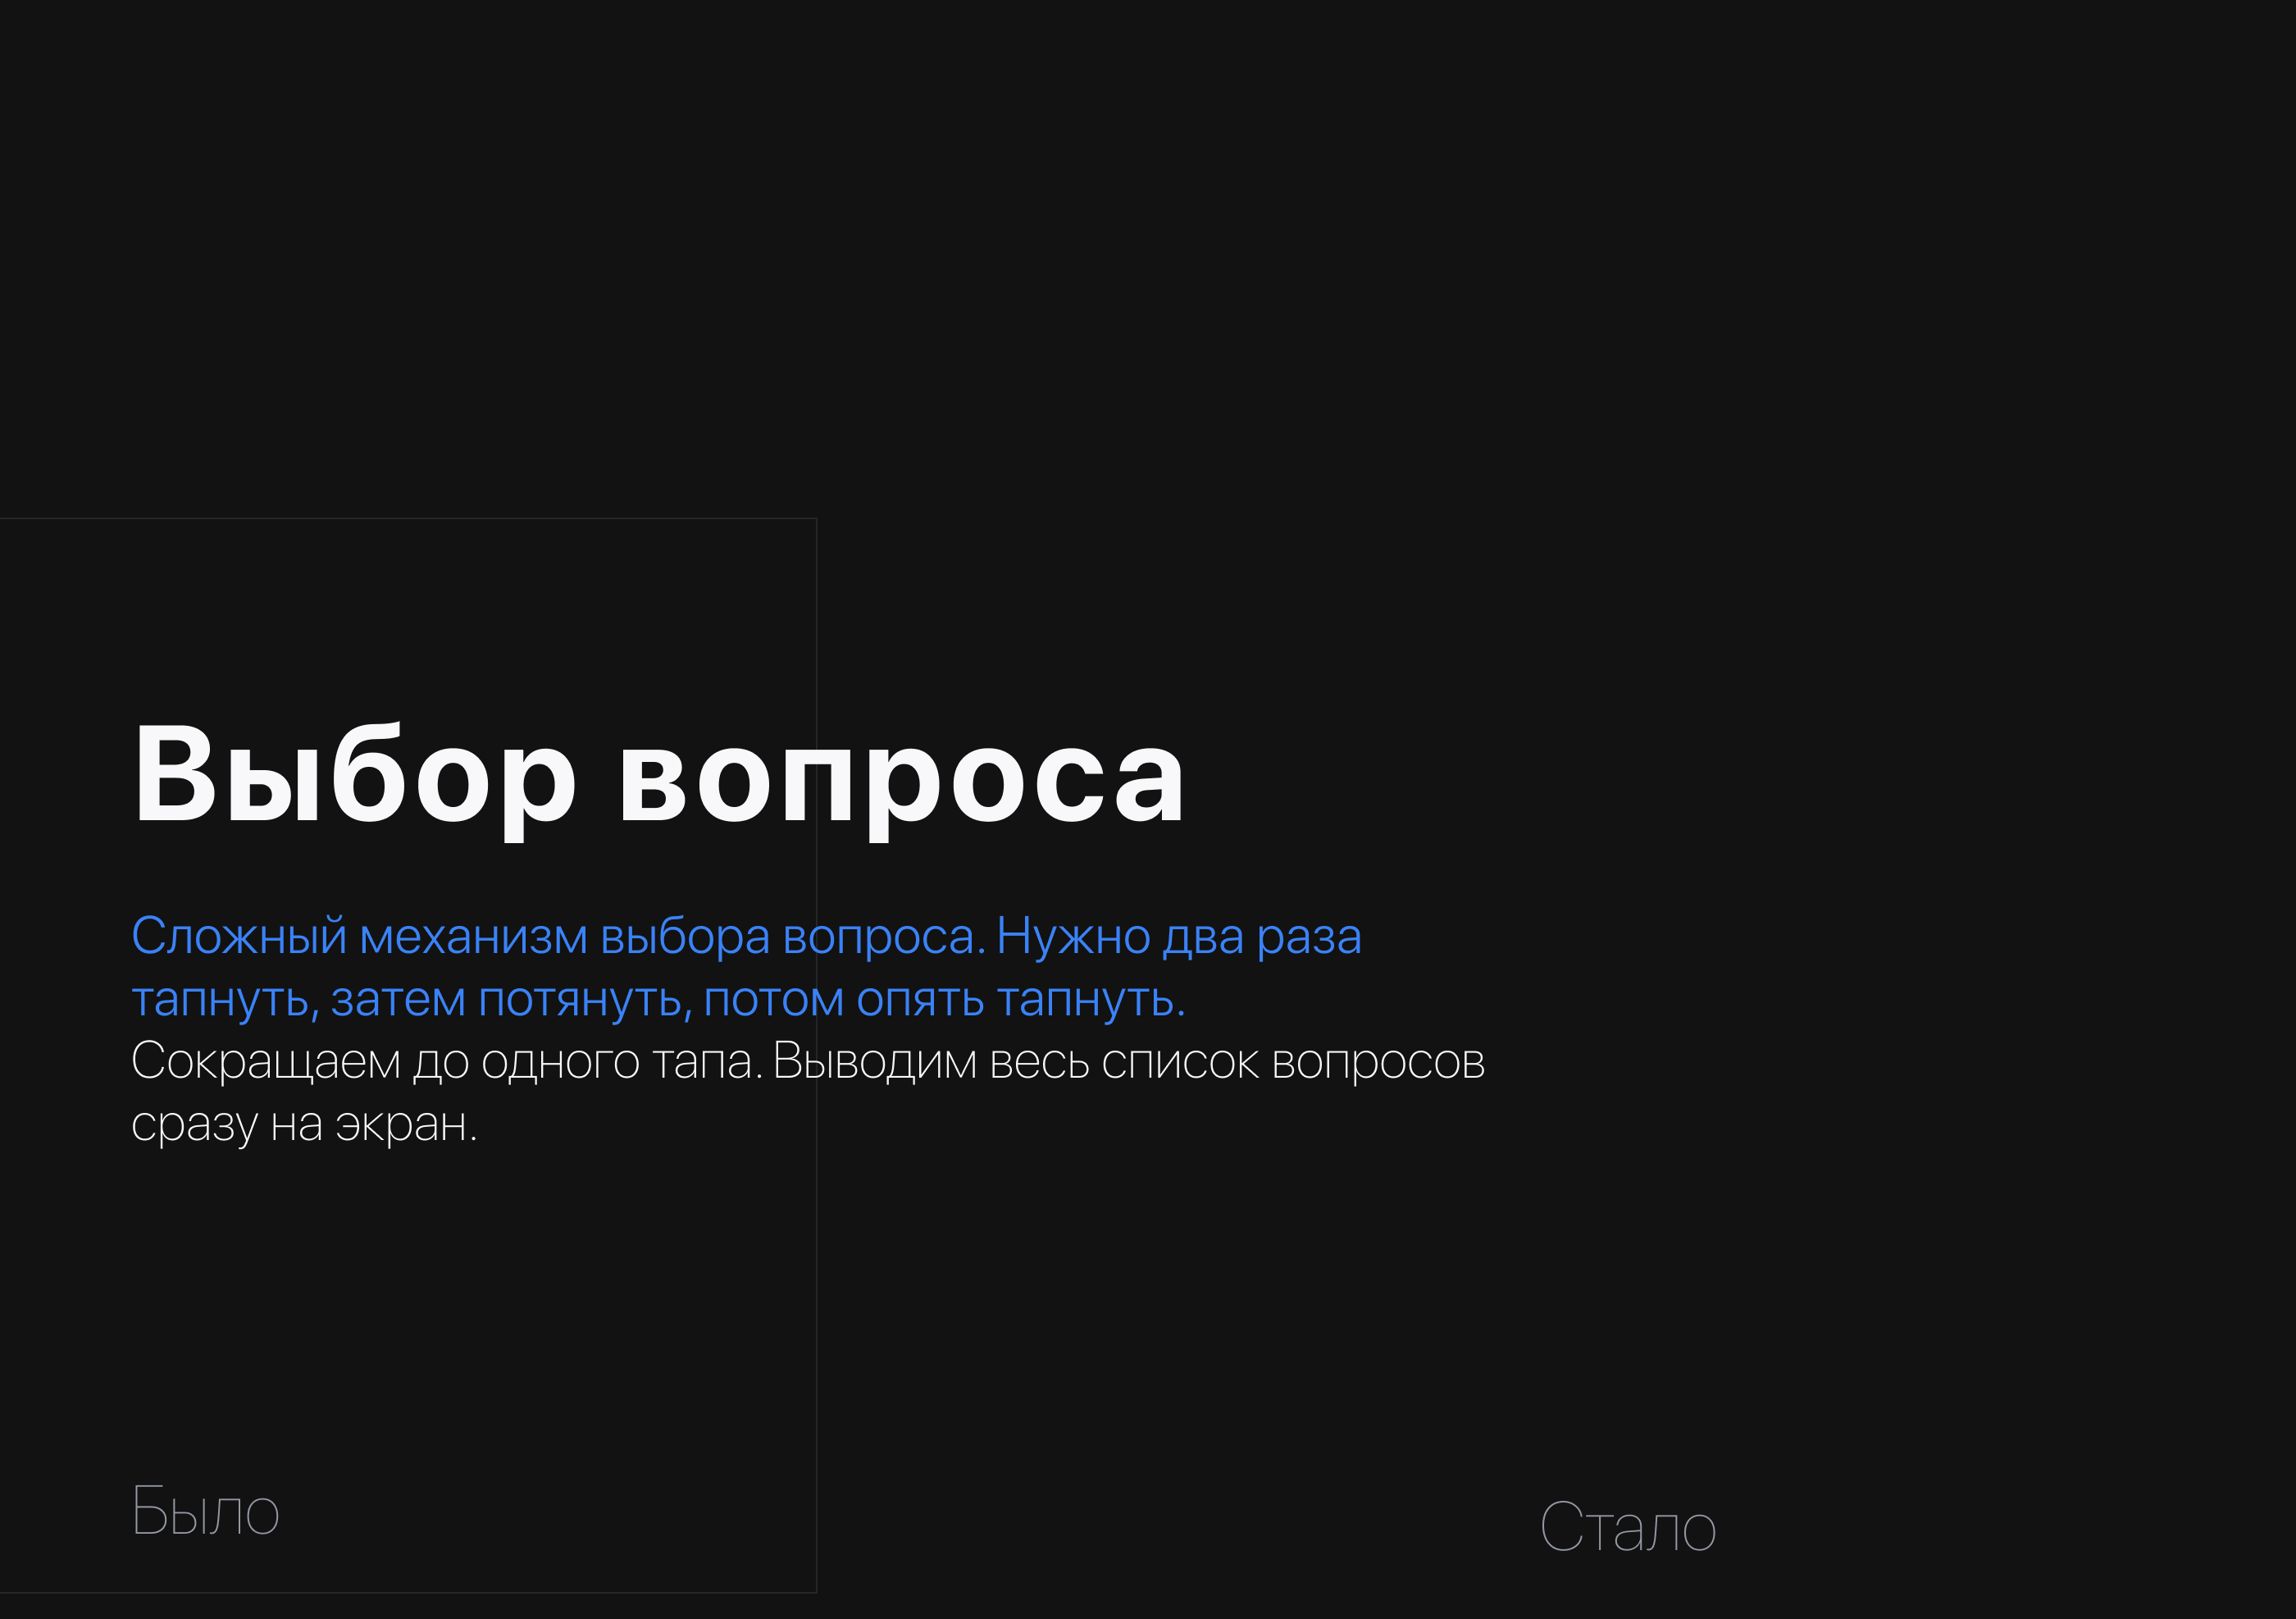 Выбор вопроса
Сложный механизм выбора вопроса. Нужно два раза
тапнуть, затем потянуть, потом опять тапнуть.
Сокращаем до одного тапа. Выводим весь список вопросов
сразу на экран.
Было
Стало